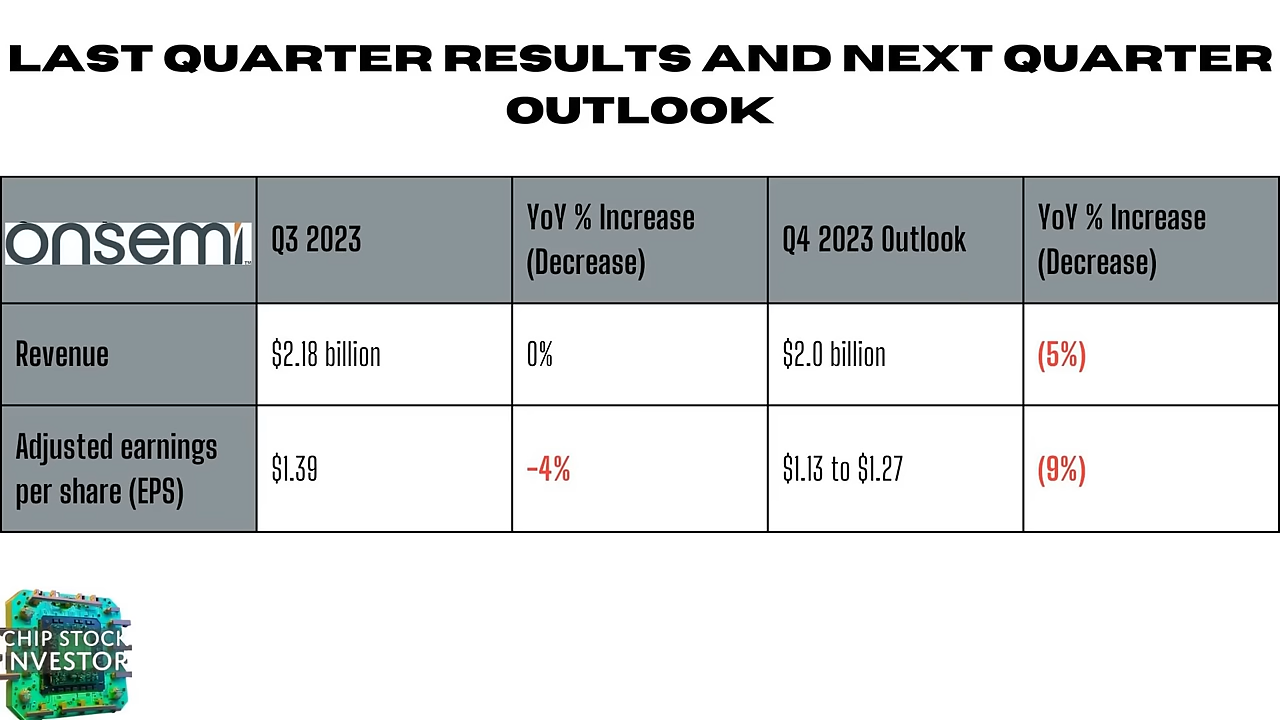 LAST QUARTER RESULTS AND NEXT QUARTER
OUTLOOK
onsemi™
Q3 2023
YoY % Increase
(Decrease)
Q4 2023 Outlook
YoY % Increase
(Decrease)
Revenue
$2.18 billion
0%
$2.0 billion
(5%)
Adjusted earnings
per share (EPS)
$1.39
-4%
$1.13 to $1.27
(9%)
CHIP STOCK
INVESTOR